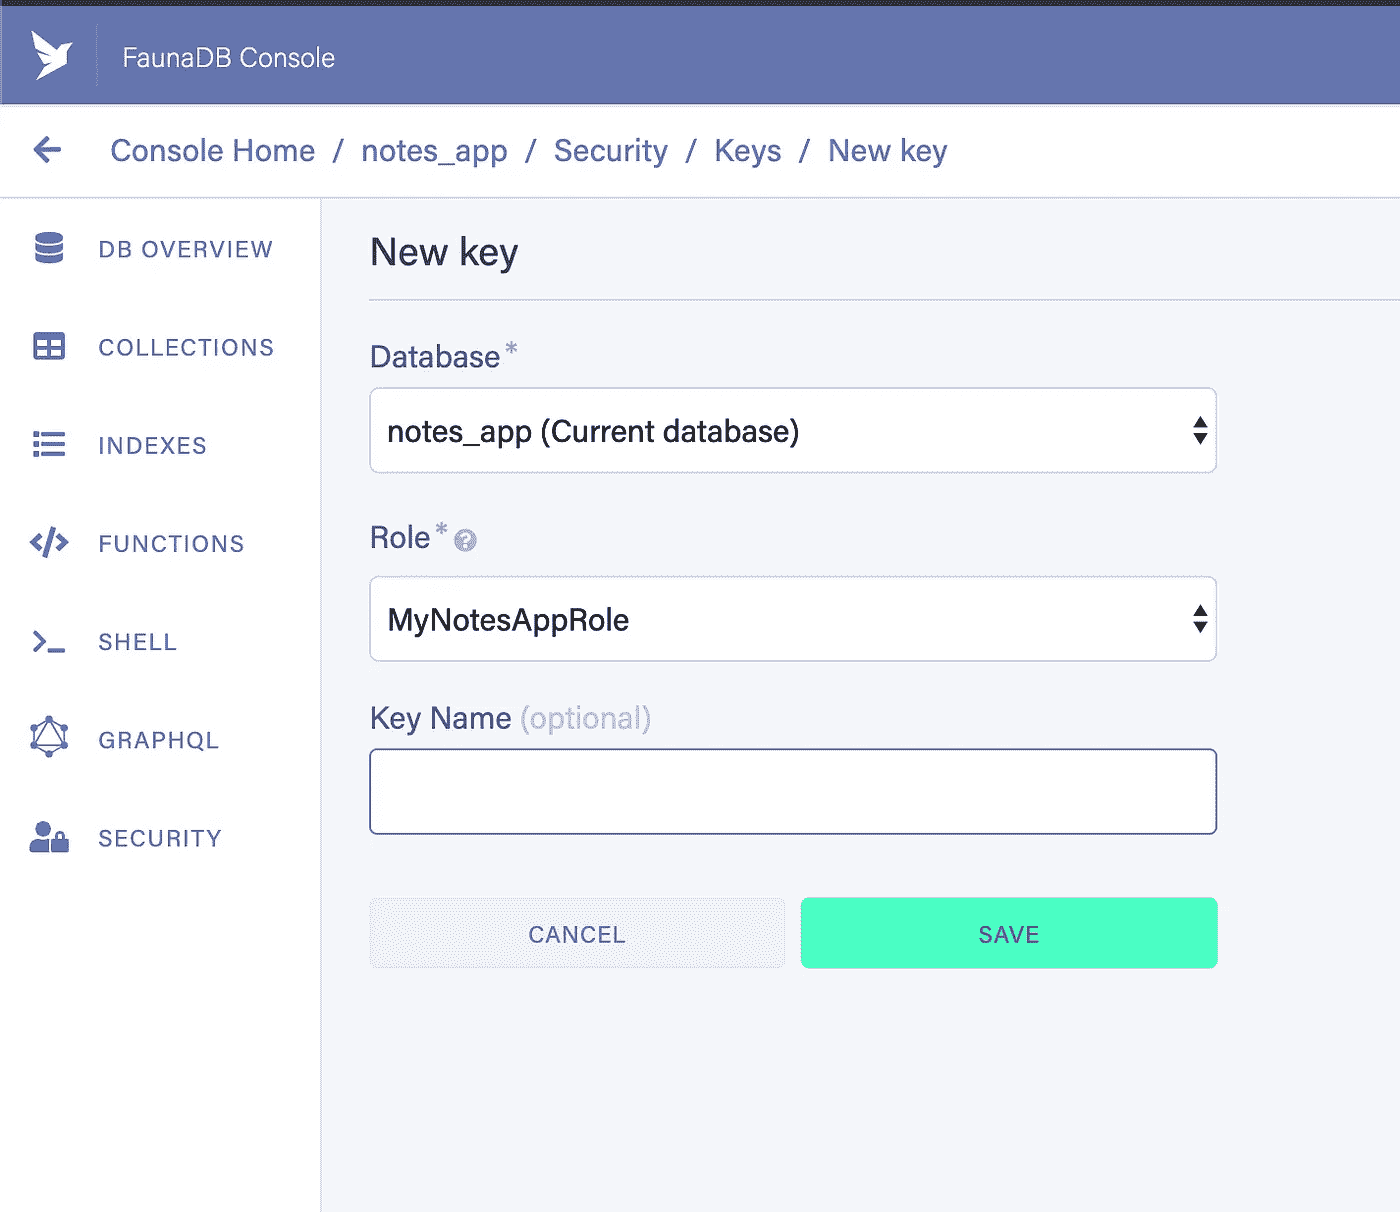 FaunaDB Console
Console Home / notes_app / Security / Keys / New key
DB OVERVIEW
COLLECTIONS
INDEXES
FUNCTIONS
SHELL
GRAPHQL
SECURITY
New key
Database*
notes_app (Current database)
Role* ?
MyNotesAppRole
Key Name (optional)
CANCEL
SAVE